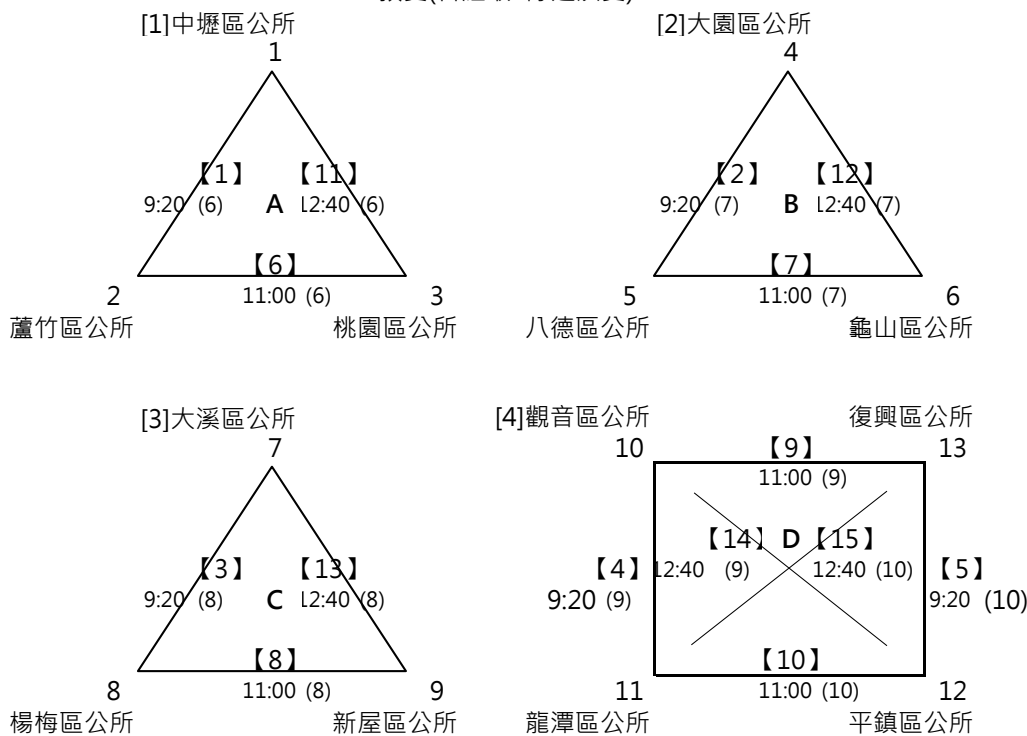 [1]中壢區公所
1
【1】
【11】
9:20 (6)
A
12:40 (6)
【6】
11:00 (6)
2
3
蘆竹區公所
桃園區公所
[2]大園區公所
4
【2】
【12】
9:20 (7)
B
12:40 (7)
【7】
11:00 (7)
5
6
八德區公所
龜山區公所
[3]大溪區公所
7
【3】
【13】
9:20 (8)
C
12:40 (8)
【8】
11:00 (8)
8
9
楊梅區公所
新屋區公所
[4]觀音區公所
復興區公所
10
【9】
13
11:00 (9)
【14】
D
【15】
【4】
12:40 (9)
12:40 (10)
【5】
9:20 (9)
9:20 (10)
【10】
11:00 (10)
11
12
龍潭區公所
平鎮區公所